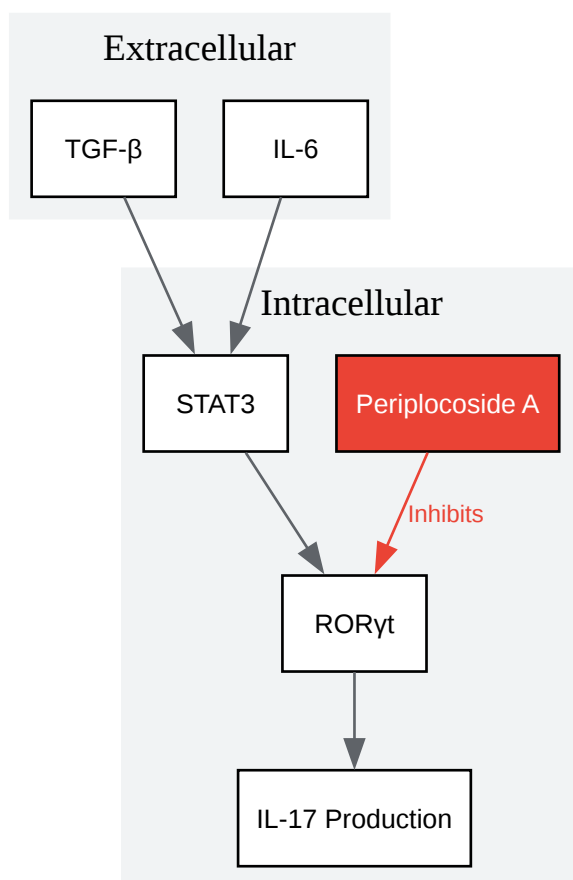 Extracellular
TGF-β
IL-6
Intracellular
STAT3
Periplocoside A
Inhibits
RORγt
IL-17 Production